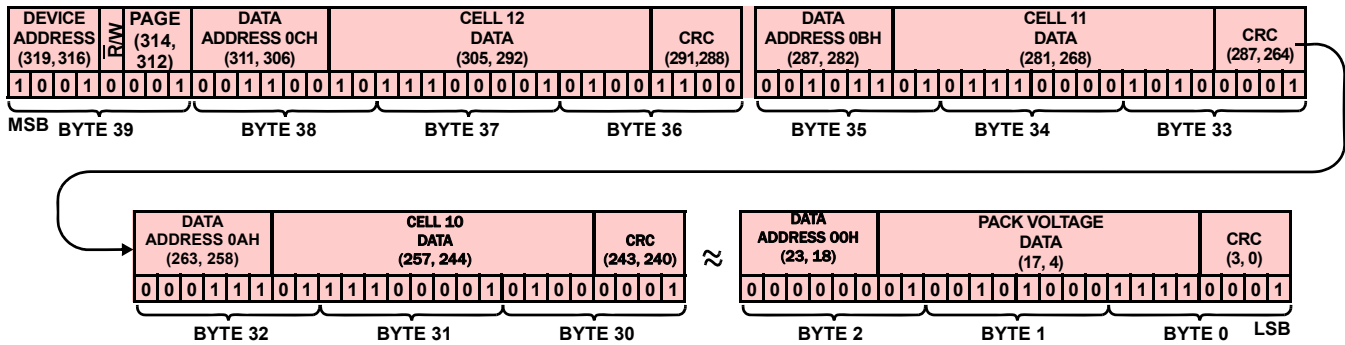 DEVICE ADDRESS (319, 316)
R̅/W
PAGE (314, 312)
DATA ADDRESS 0CH (311, 306)
CELL 12 DATA (305, 292)
CRC (291,288)
DATA ADDRESS 0BH (287, 282)
CELL 11 DATA (281, 268)
CRC (287, 264)
1 0 0 1 0 0 0 1 0 0 1 1 0 0 1 0 1 1 1 0 0 0 0 1 0 1 0 0 1 1 0 0 0 0 1 0 1 1 0 1 0 1 1 1 0 0 0 0 1 0 1 0 0 0 0 1
MSB BYTE 39 BYTE 38 BYTE 37 BYTE 36 BYTE 35 BYTE 34 BYTE 33
DATA ADDRESS 0AH (263, 258)
CELL 10 DATA (257, 244)
CRC (243, 240)
≈
DATA ADDRESS 00H (23, 18)
PACK VOLTAGE DATA (17, 4)
CRC (3, 0)
0 0 0 1 1 1 0 1 1 1 1 0 0 0 0 1 0 1 0 0 0 0 0 1 0 0 0 0 0 0 0 1 0 0 1 0 1 0 0 0 1 1 1 1 0 0 0 1
BYTE 32 BYTE 31 BYTE 30 BYTE 2 BYTE 1 BYTE 0 LSB